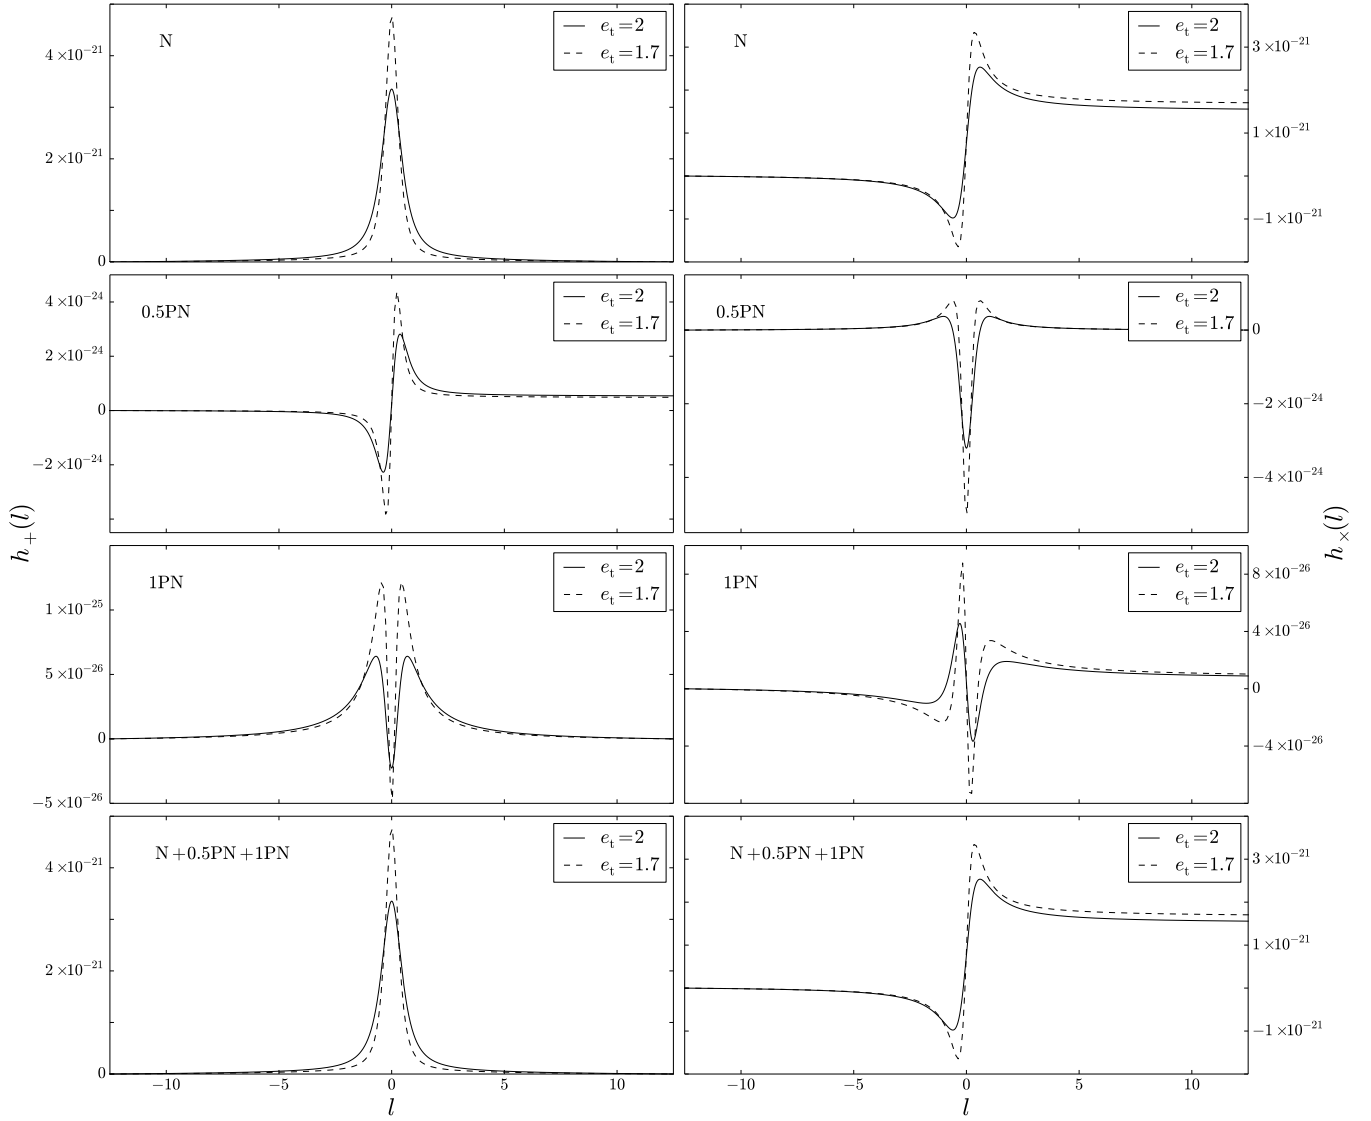 N
e_t=2
e_t=1.7
4×10^−21
2×10^−21
0
N
e_t=2
e_t=1.7
3×10^−21
1×10^−21
−1×10^−21
0.5PN
e_t=2
e_t=1.7
4×10^−24
2×10^−24
0
−2×10^−24
0.5PN
e_t=2
e_t=1.7
0
−2×10^−24
−4×10^−24
h_+(l)
h_×(l)
1PN
e_t=2
e_t=1.7
1×10^−25
5×10^−26
0
−5×10^−26
1PN
e_t=2
e_t=1.7
8×10^−26
4×10^−26
0
−4×10^−26
N+0.5PN+1PN
e_t=2
e_t=1.7
4×10^−21
2×10^−21
0
N+0.5PN+1PN
e_t=2
e_t=1.7
3×10^−21
1×10^−21
−1×10^−21
−10 −5 0 5 10
−10 −5 0 5 10
l
l